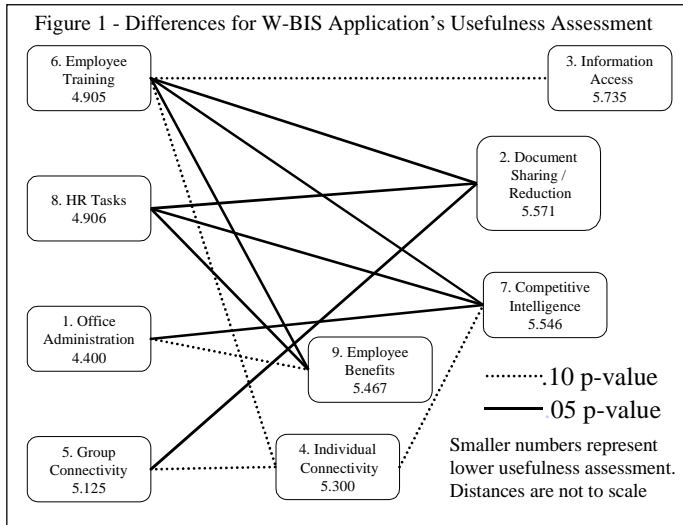 Figure 1 - Differences for W-BIS Application's Usefulness Assessment
6. Employee
Training
4.905
3. Information
Access
5.735
2. Document
Sharing /
Reduction
5.571
8. HR Tasks
4.906
7. Competitive
Intelligence
5.546
1. Office
Administration
4.400
9. Employee
Benefits
5.467
.10 p-value
.05 p-value
5. Group
Connectivity
5.125
4. Individual
Connectivity
5.300
Smaller numbers represent
lower usefulness assessment.
Distances are not to scale